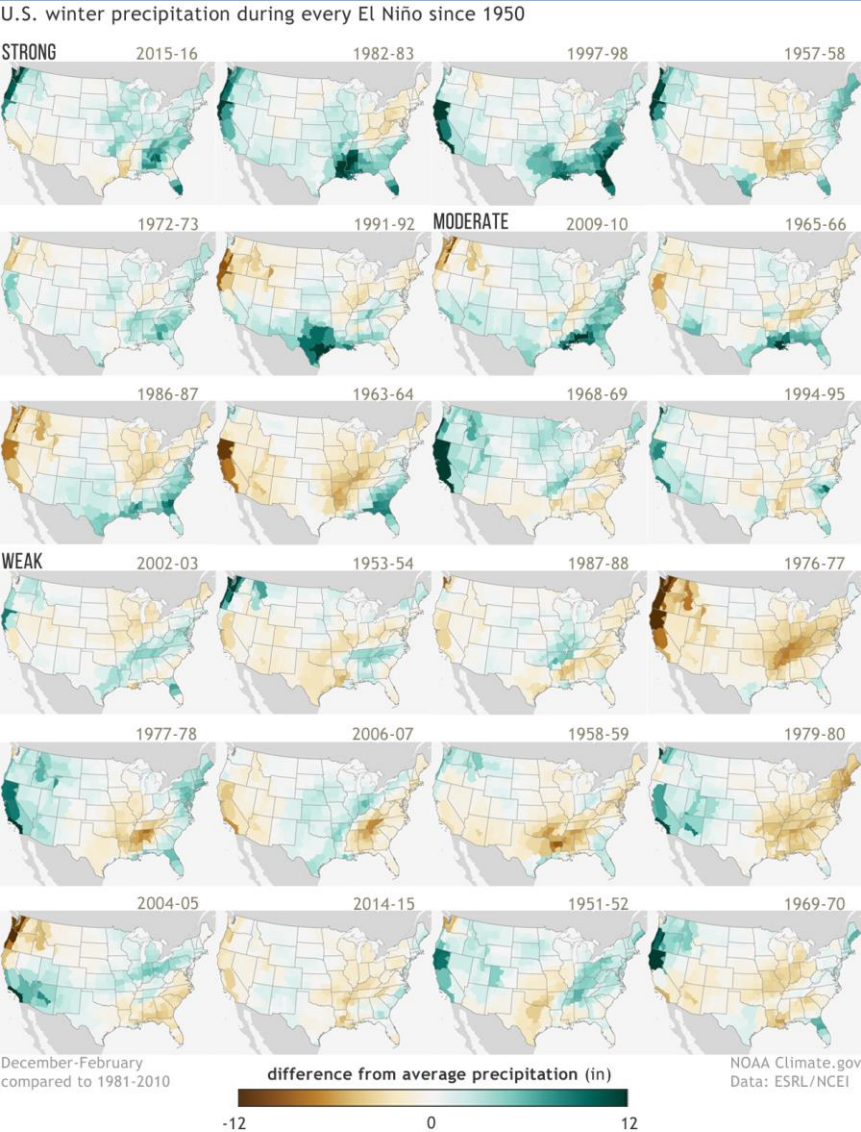 U.S. winter precipitation during every El Niño since 1950
STRONG 2015-16 1982-83 1997-98 1957-58
1972-73 1991-92 MODERATE 2009-10 1965-66
1986-87 1963-64 1968-69 1994-95
WEAK 2002-03 1953-54 1987-88 1976-77
1977-78 2006-07 1958-59 1979-80
2004-05 2014-15 1951-52 1969-70
December-February
compared to 1981-2010
difference from average precipitation (in)
-12 0 12
NOAA Climate.gov
Data: ESRL/NCEI